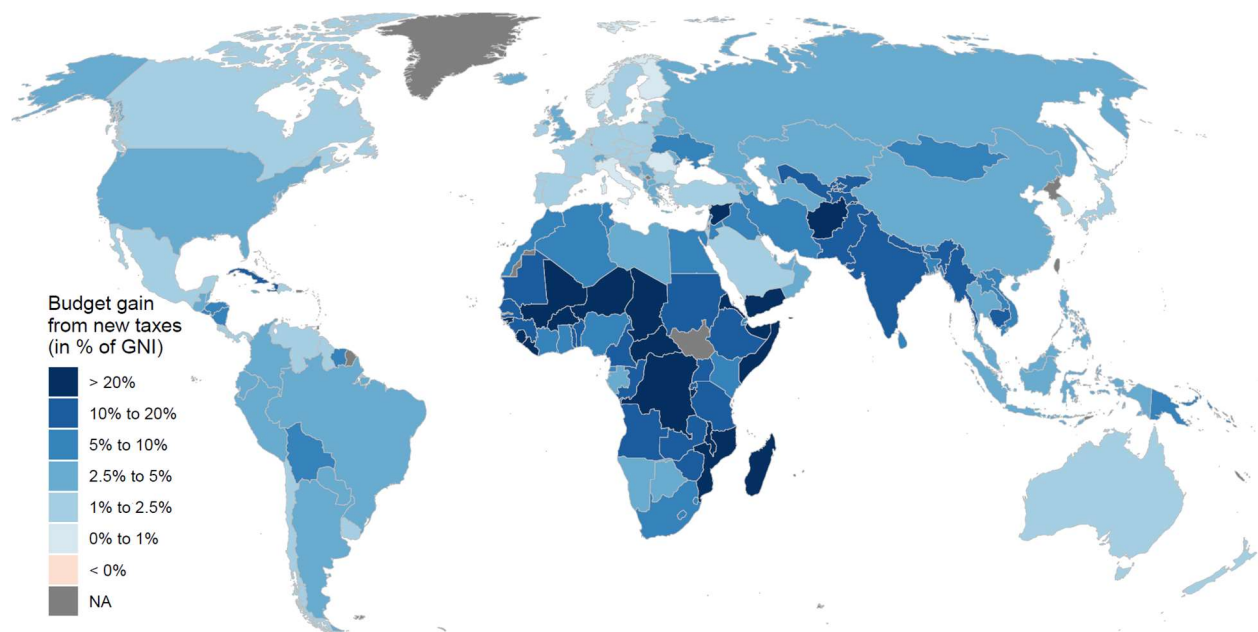 Budget gain
from new taxes
(in % of GNI)
> 20%
10% to 20%
5% to 10%
2.5% to 5%
1% to 2.5%
0% to 1%
< 0%
NA